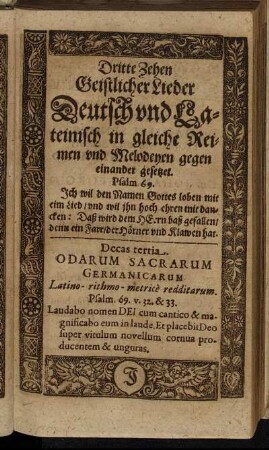 Dritte Zehen
Geistlicher Lieder
Deutsch vnd La-
teinisch in gleiche Rei-
men vnd Melodeyen gegen
einander gesetzet.
Psalm 69.
Ich wil den Namen Gottes loben mit
eim Lied / vnd wil ihn hoch ehren mit dan-
cken: Daß wird dem HErrn baß gefallen /
denn ein Farr / der Hörner vnd Klawen hat.
Decas tertia
ODARUM SACRARUM
GERMANICARUM
Latino-rithmo-metricè redditarum.
Psalm. 69. v. 32. & 33.
Laudabo nomen DEI cum cantico & ma-
gnificabo eum in laude. Et placebit Deo
super vitulum novellum cornua pro-
ducentem & unguras.
J